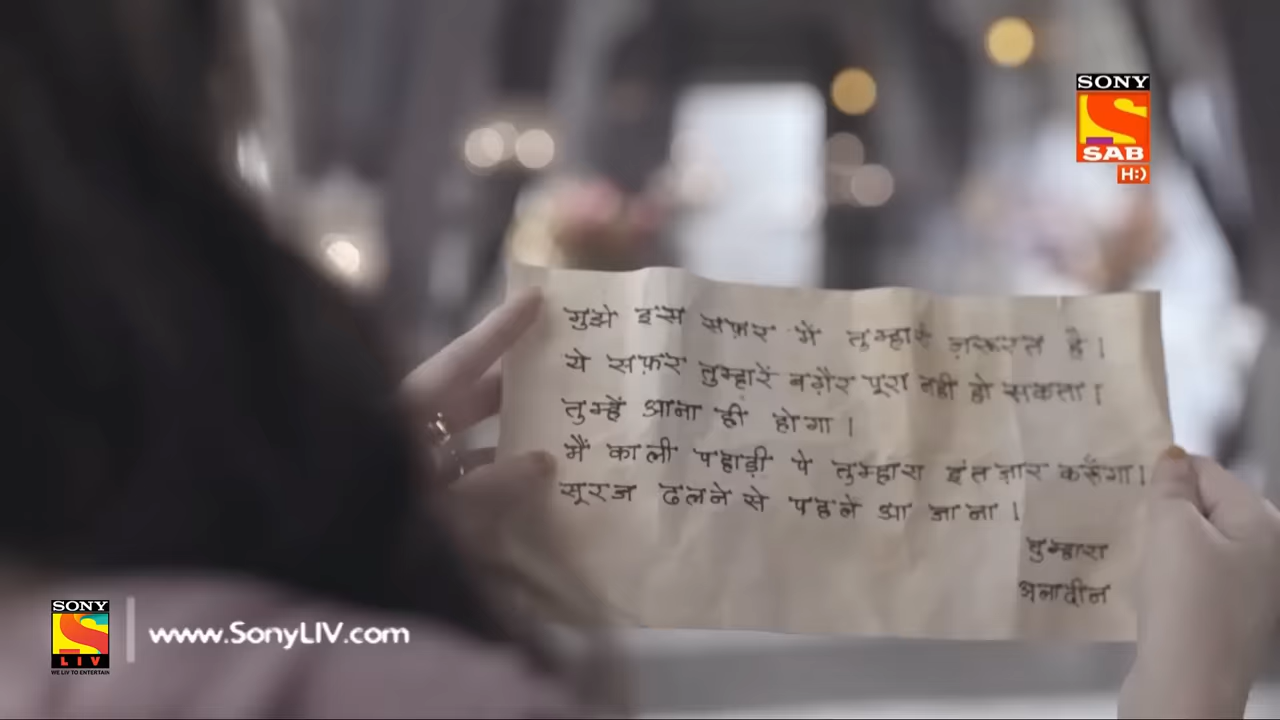 SONY
SAB
H:)
मुझे इस सफ़र में तुम्हारे ज़रूरत है।
ये सफ़र तुम्हारे बग़ैर पूरा नही हो सकता।
तुम्हें आना ही होगा।
मैं काली पहाड़ी पे तुम्हारा इंतज़ार करूँगा।
सूरज ढलने से पहले आ जाना।
तुम्हारा
अलादीन
SONY
LIV
WE LIV TO ENTERTAIN
www.SonyLIV.com